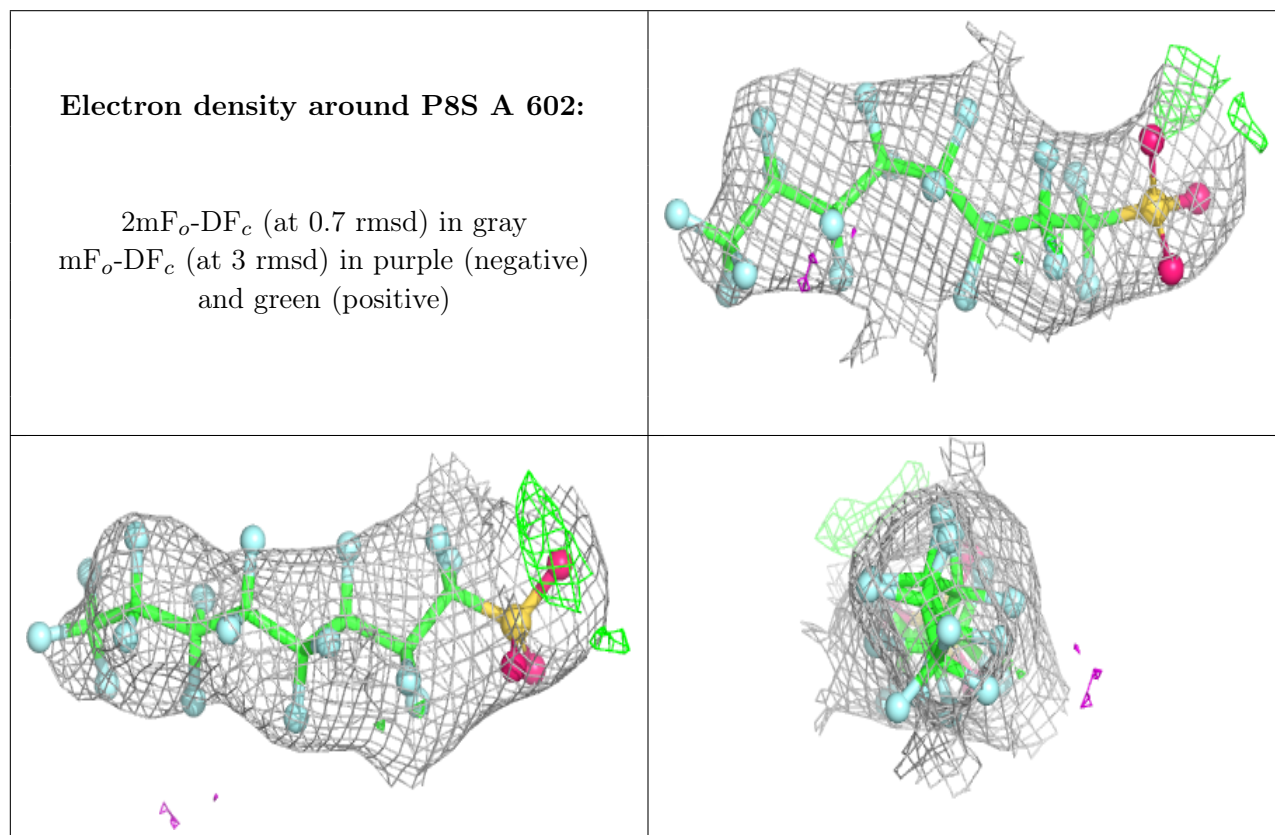 Electron density around P8S A 602:
2mFₒ-DF𝒸 (at 0.7 rmsd) in gray
mFₒ-DF𝒸 (at 3 rmsd) in purple (negative)
and green (positive)